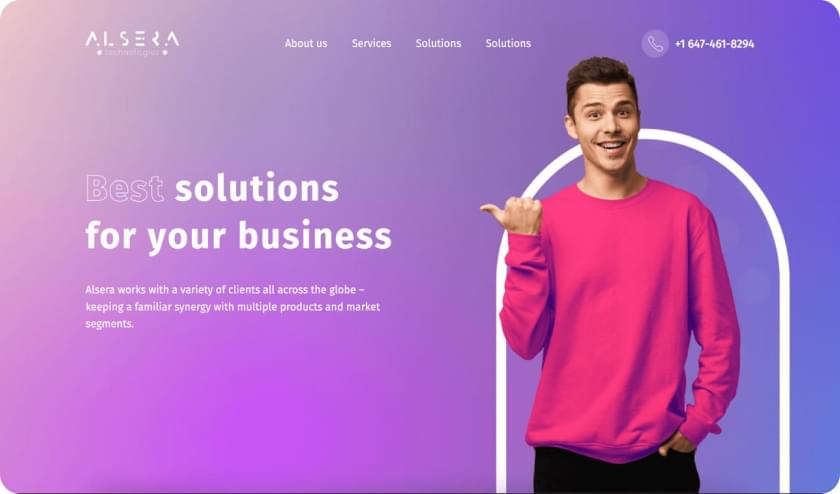 ALSERA
technologies
About us
Services
Solutions
Solutions
+1 647-461-8294
Best solutions
for your business
Alsera works with a variety of clients all across the globe –
keeping a familiar synergy with multiple products and market
segments.